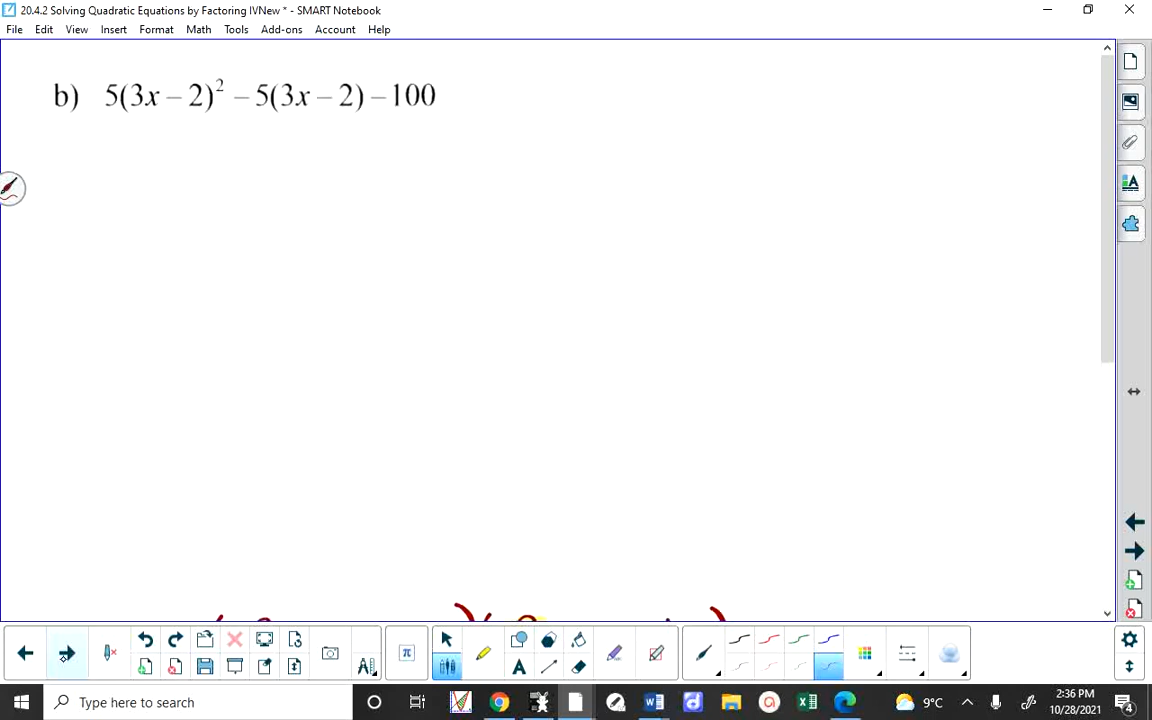 20.4.2 Solving Quadratic Equations by Factoring IVNew * - SMART Notebook
File Edit View Insert Format Math Tools Add-ons Account Help
b) 5(3x – 2)² – 5(3x – 2) – 100
π
A
Type here to search
9°C
2:36 PM
10/28/2021
4